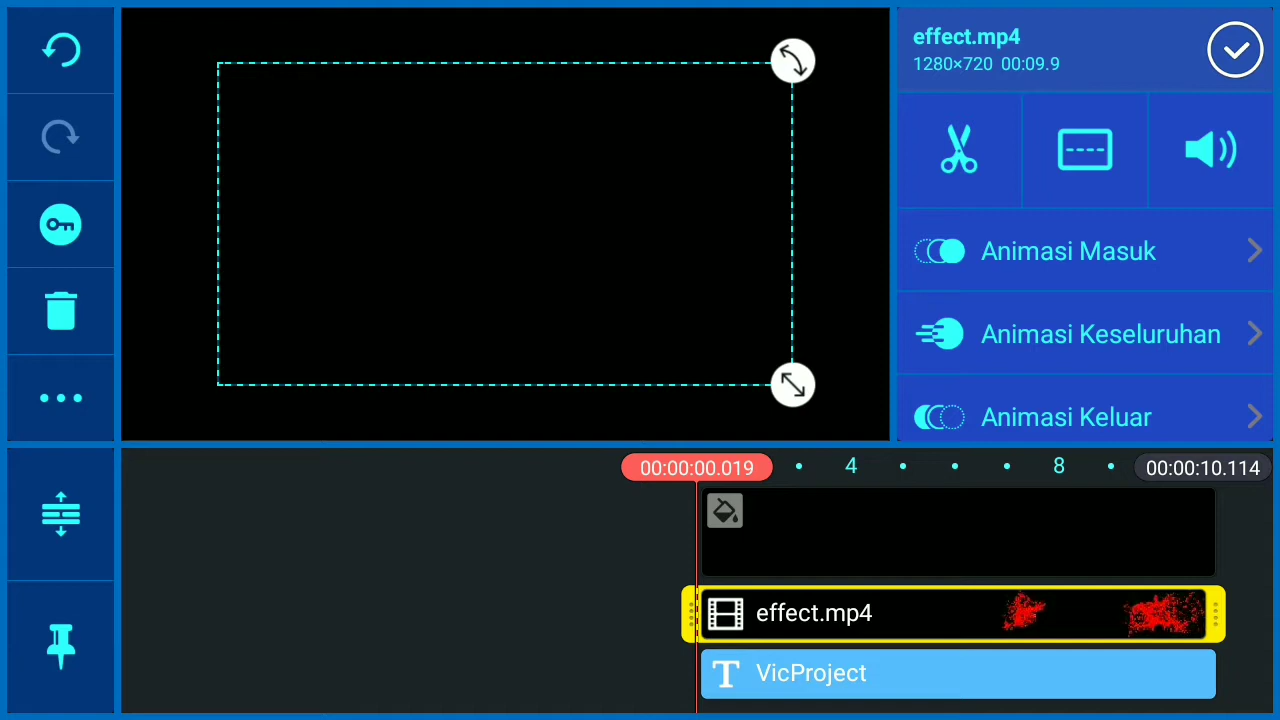 effect.mp4
1280×720 00:09.9
Animasi Masuk
Animasi Keseluruhan
Animasi Keluar
00:00:00.019
4
8
00:00:10.114
effect.mp4
T VicProject